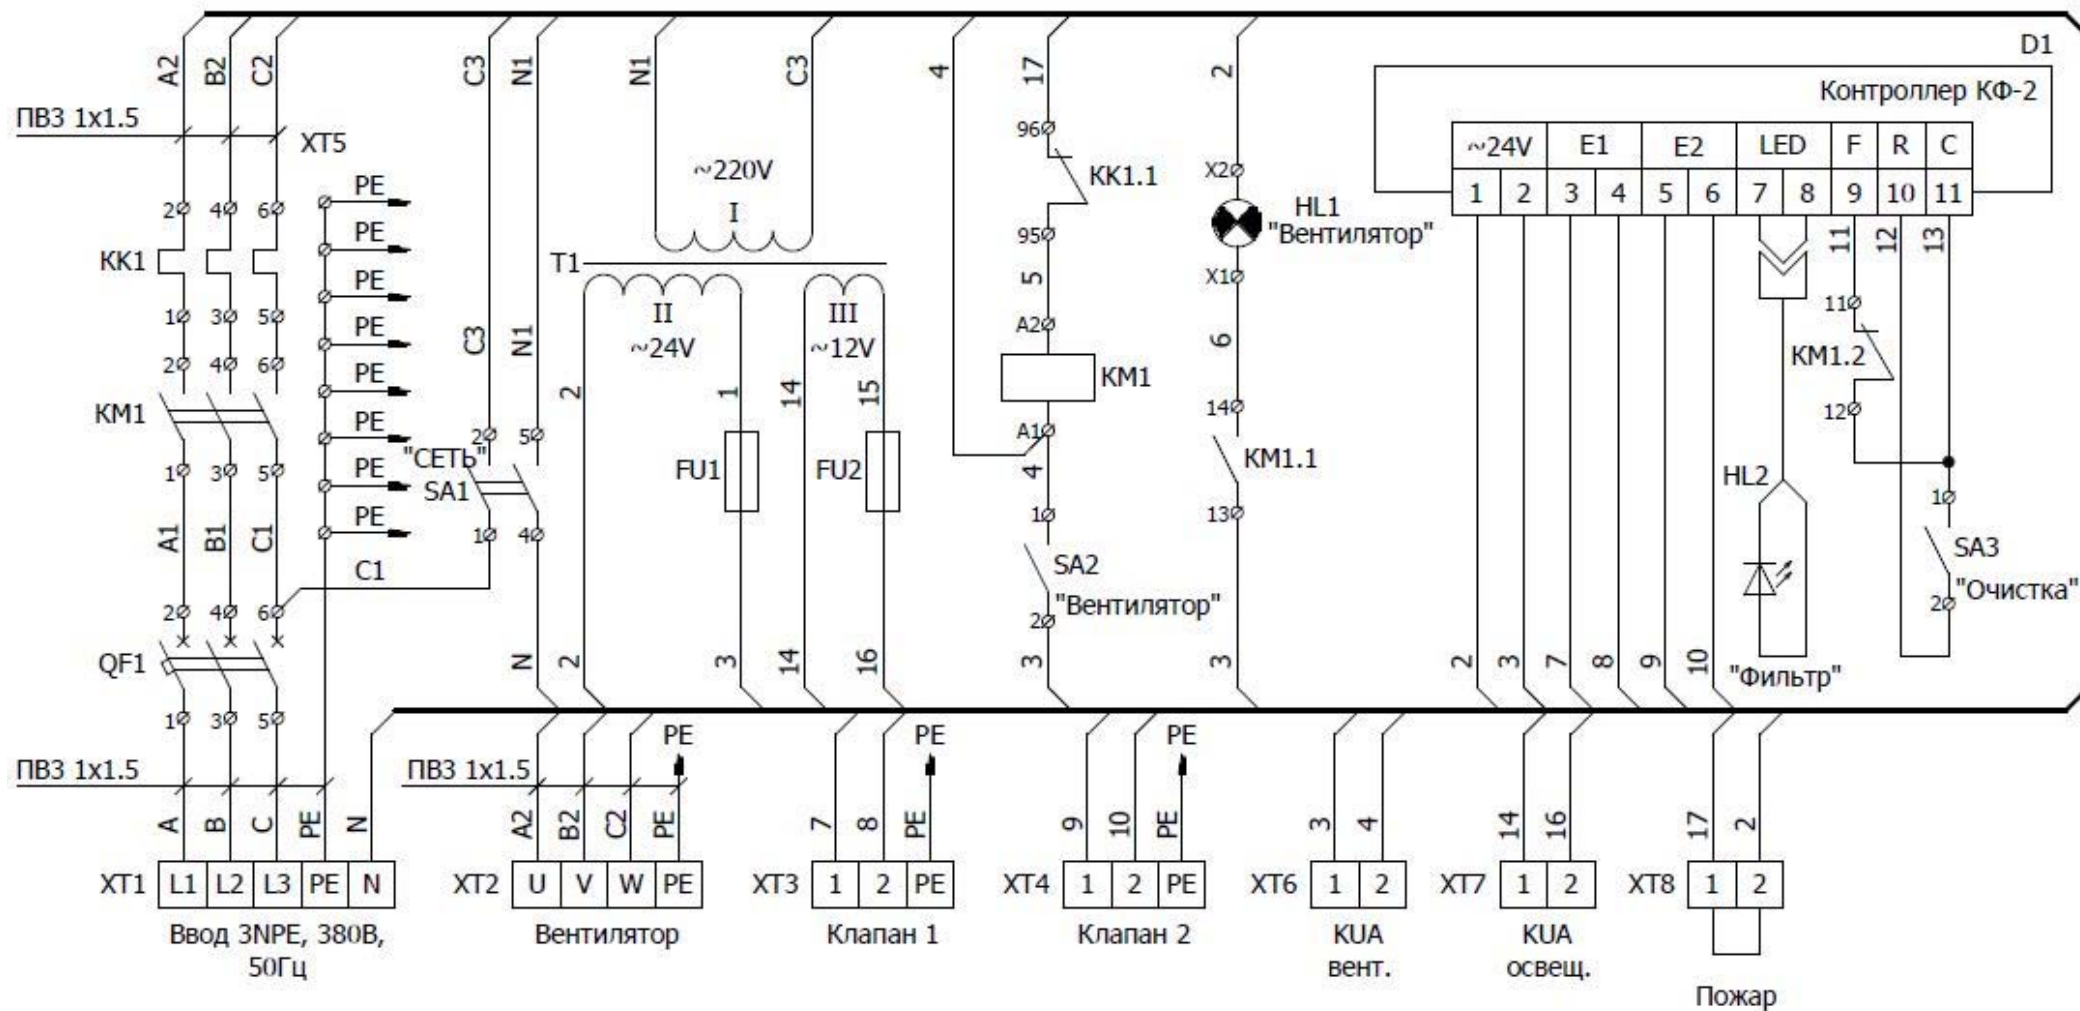 A2 B2 C2 C3 N1 N1 C3 4 17 2 D1
ПВ3 1x1.5
Контроллер КФ-2
XT5
~24V E1 E2 LED F R C
1 2 3 4 5 6 7 8 9 10 11
96
KK1.1
95
~220V
I
X2
HL1
"Вентилятор"
X1
PE
PE
PE
PE
PE
PE
PE
PE
2 4 6
KK1
1 3 5
2 4 6
KM1
1 3 5
A1 B1 C1
C1
2 4 6
QF1
1 3 5
C3 N1
2 5
"СЕТЬ"
SA1
1 4
N
T1
II
~24V
III
~12V
2 1 14 15
FU1
FU2
2 3 14 16
5
A2
KM1
A1
4
1
SA2
"Вентилятор"
2
3
6
14
KM1.1
13
3
11 12 13
11
KM1.2
12
HL2
"Фильтр"
1
SA3
"Очистка"
2
2 3 7 8 9 10
ПВ3 1x1.5
ПВ3 1x1.5
PE
PE
PE
A B C PE N
A2 B2 C2 PE
7 8 PE
9 10 PE
3 4
14 16
17 2
XT1 L1 L2 L3 PE N
XT2 U V W PE
XT3 1 2 PE
XT4 1 2 PE
XT6 1 2
XT7 1 2
XT8 1 2
Ввод 3NPE, 380В,
50Гц
Вентилятор
Клапан 1
Клапан 2
KUA
вент.
KUA
освещ.
Пожар